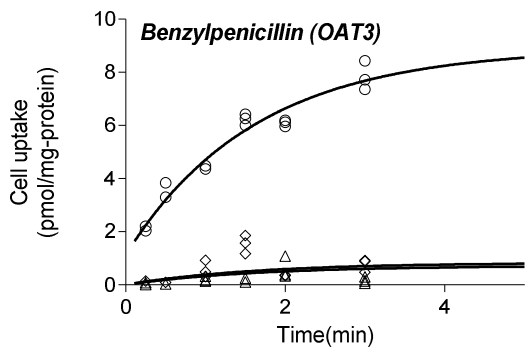 Benzylpenicillin (OAT3)
Cell uptake
(pmol/mg-protein)
10
8
6
4
2
0
0
2
4
Time(min)